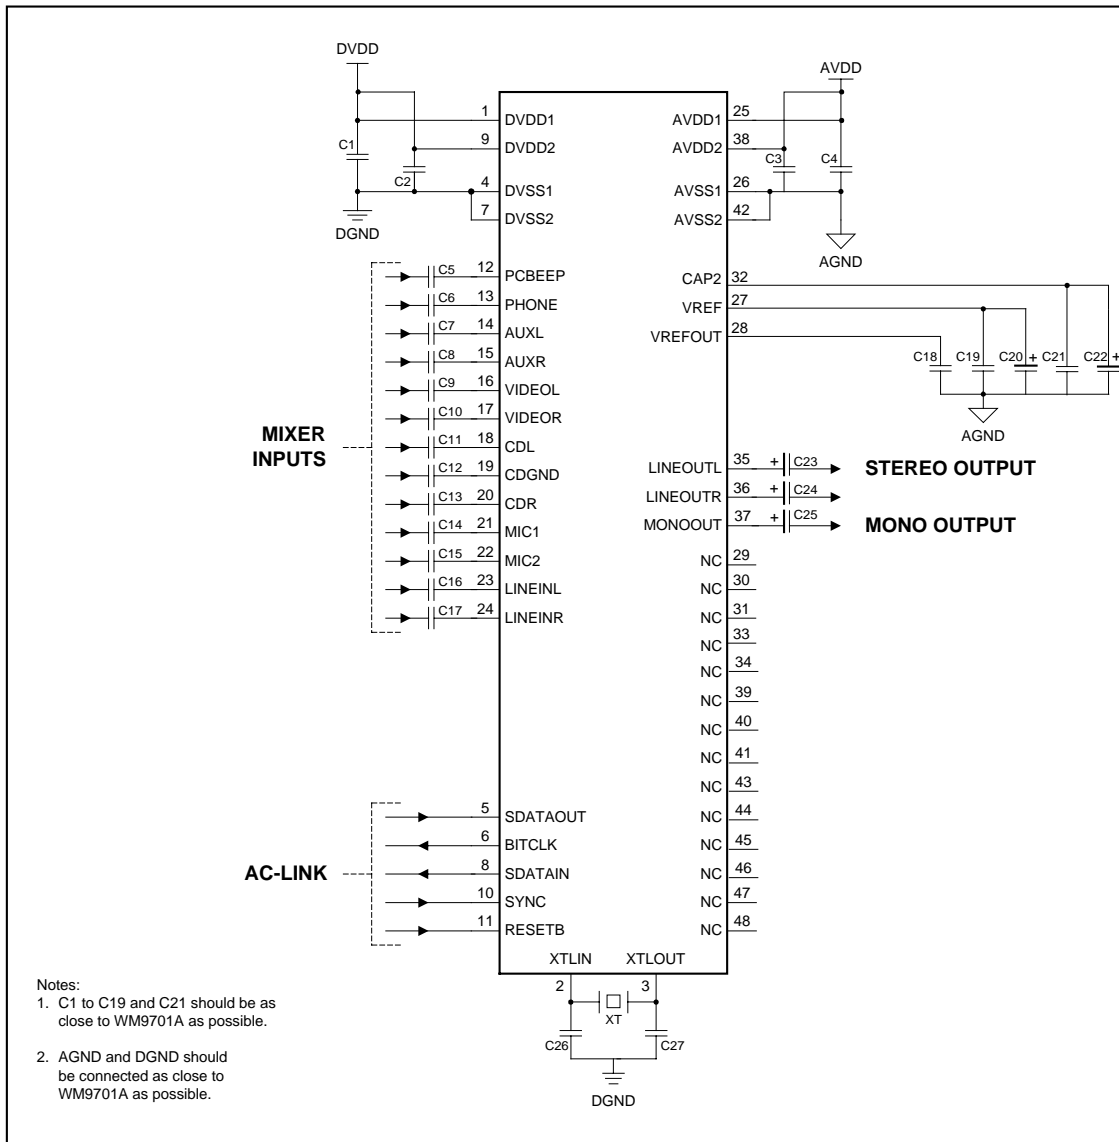 DVDD
AVDD
1 DVDD1 AVDD1 25
9 DVDD2 AVDD2 38
C1
C2
C3
C4
4 DVSS1 AVSS1 26
7 DVSS2 AVSS2 42
DGND
AGND
C5 12 PCBEEP
C6 13 PHONE
C7 14 AUXL
C8 15 AUXR
C9 16 VIDEOL
C10 17 VIDEOR
C11 18 CDL
C12 19 CDGND
C13 20 CDR
C14 21 MIC1
C15 22 MIC2
C16 23 LINEINL
C17 24 LINEINR
MIXER
INPUTS
CAP2 32
VREF 27
VREFOUT 28
C18 C19 C20 + C21 C22 +
AGND
LINEOUTL 35 + C23 STEREO OUTPUT
LINEOUTR 36 + C24
MONOOUT 37 + C25 MONO OUTPUT
NC 29
NC 30
NC 31
NC 33
NC 34
NC 39
NC 40
NC 41
NC 43
NC 44
NC 45
NC 46
NC 47
NC 48
AC-LINK
5 SDATAOUT
6 BITCLK
8 SDATAIN
10 SYNC
11 RESETB
XTLIN XTLOUT
2 3
XT
C26 C27
DGND
Notes:
1. C1 to C19 and C21 should be as
close to WM9701A as possible.
2. AGND and DGND should
be connected as close to
WM9701A as possible.